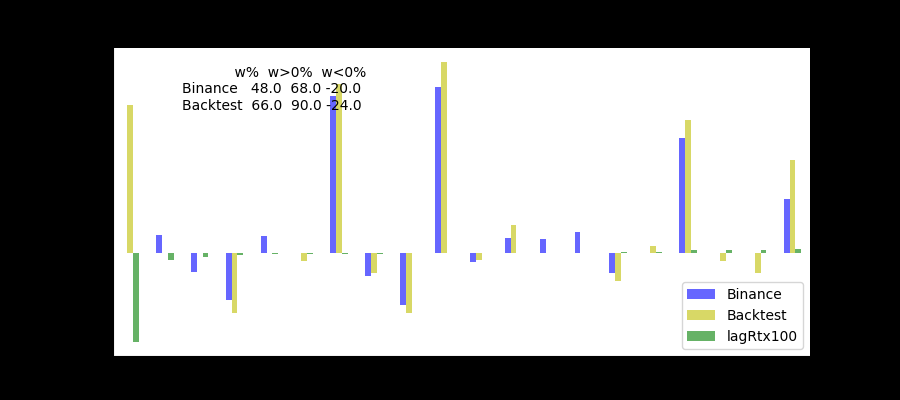 w% w>0% w<0%
Binance 48.0 68.0 -20.0
Backtest 66.0 90.0 -24.0
Binance
Backtest
lagRtx100